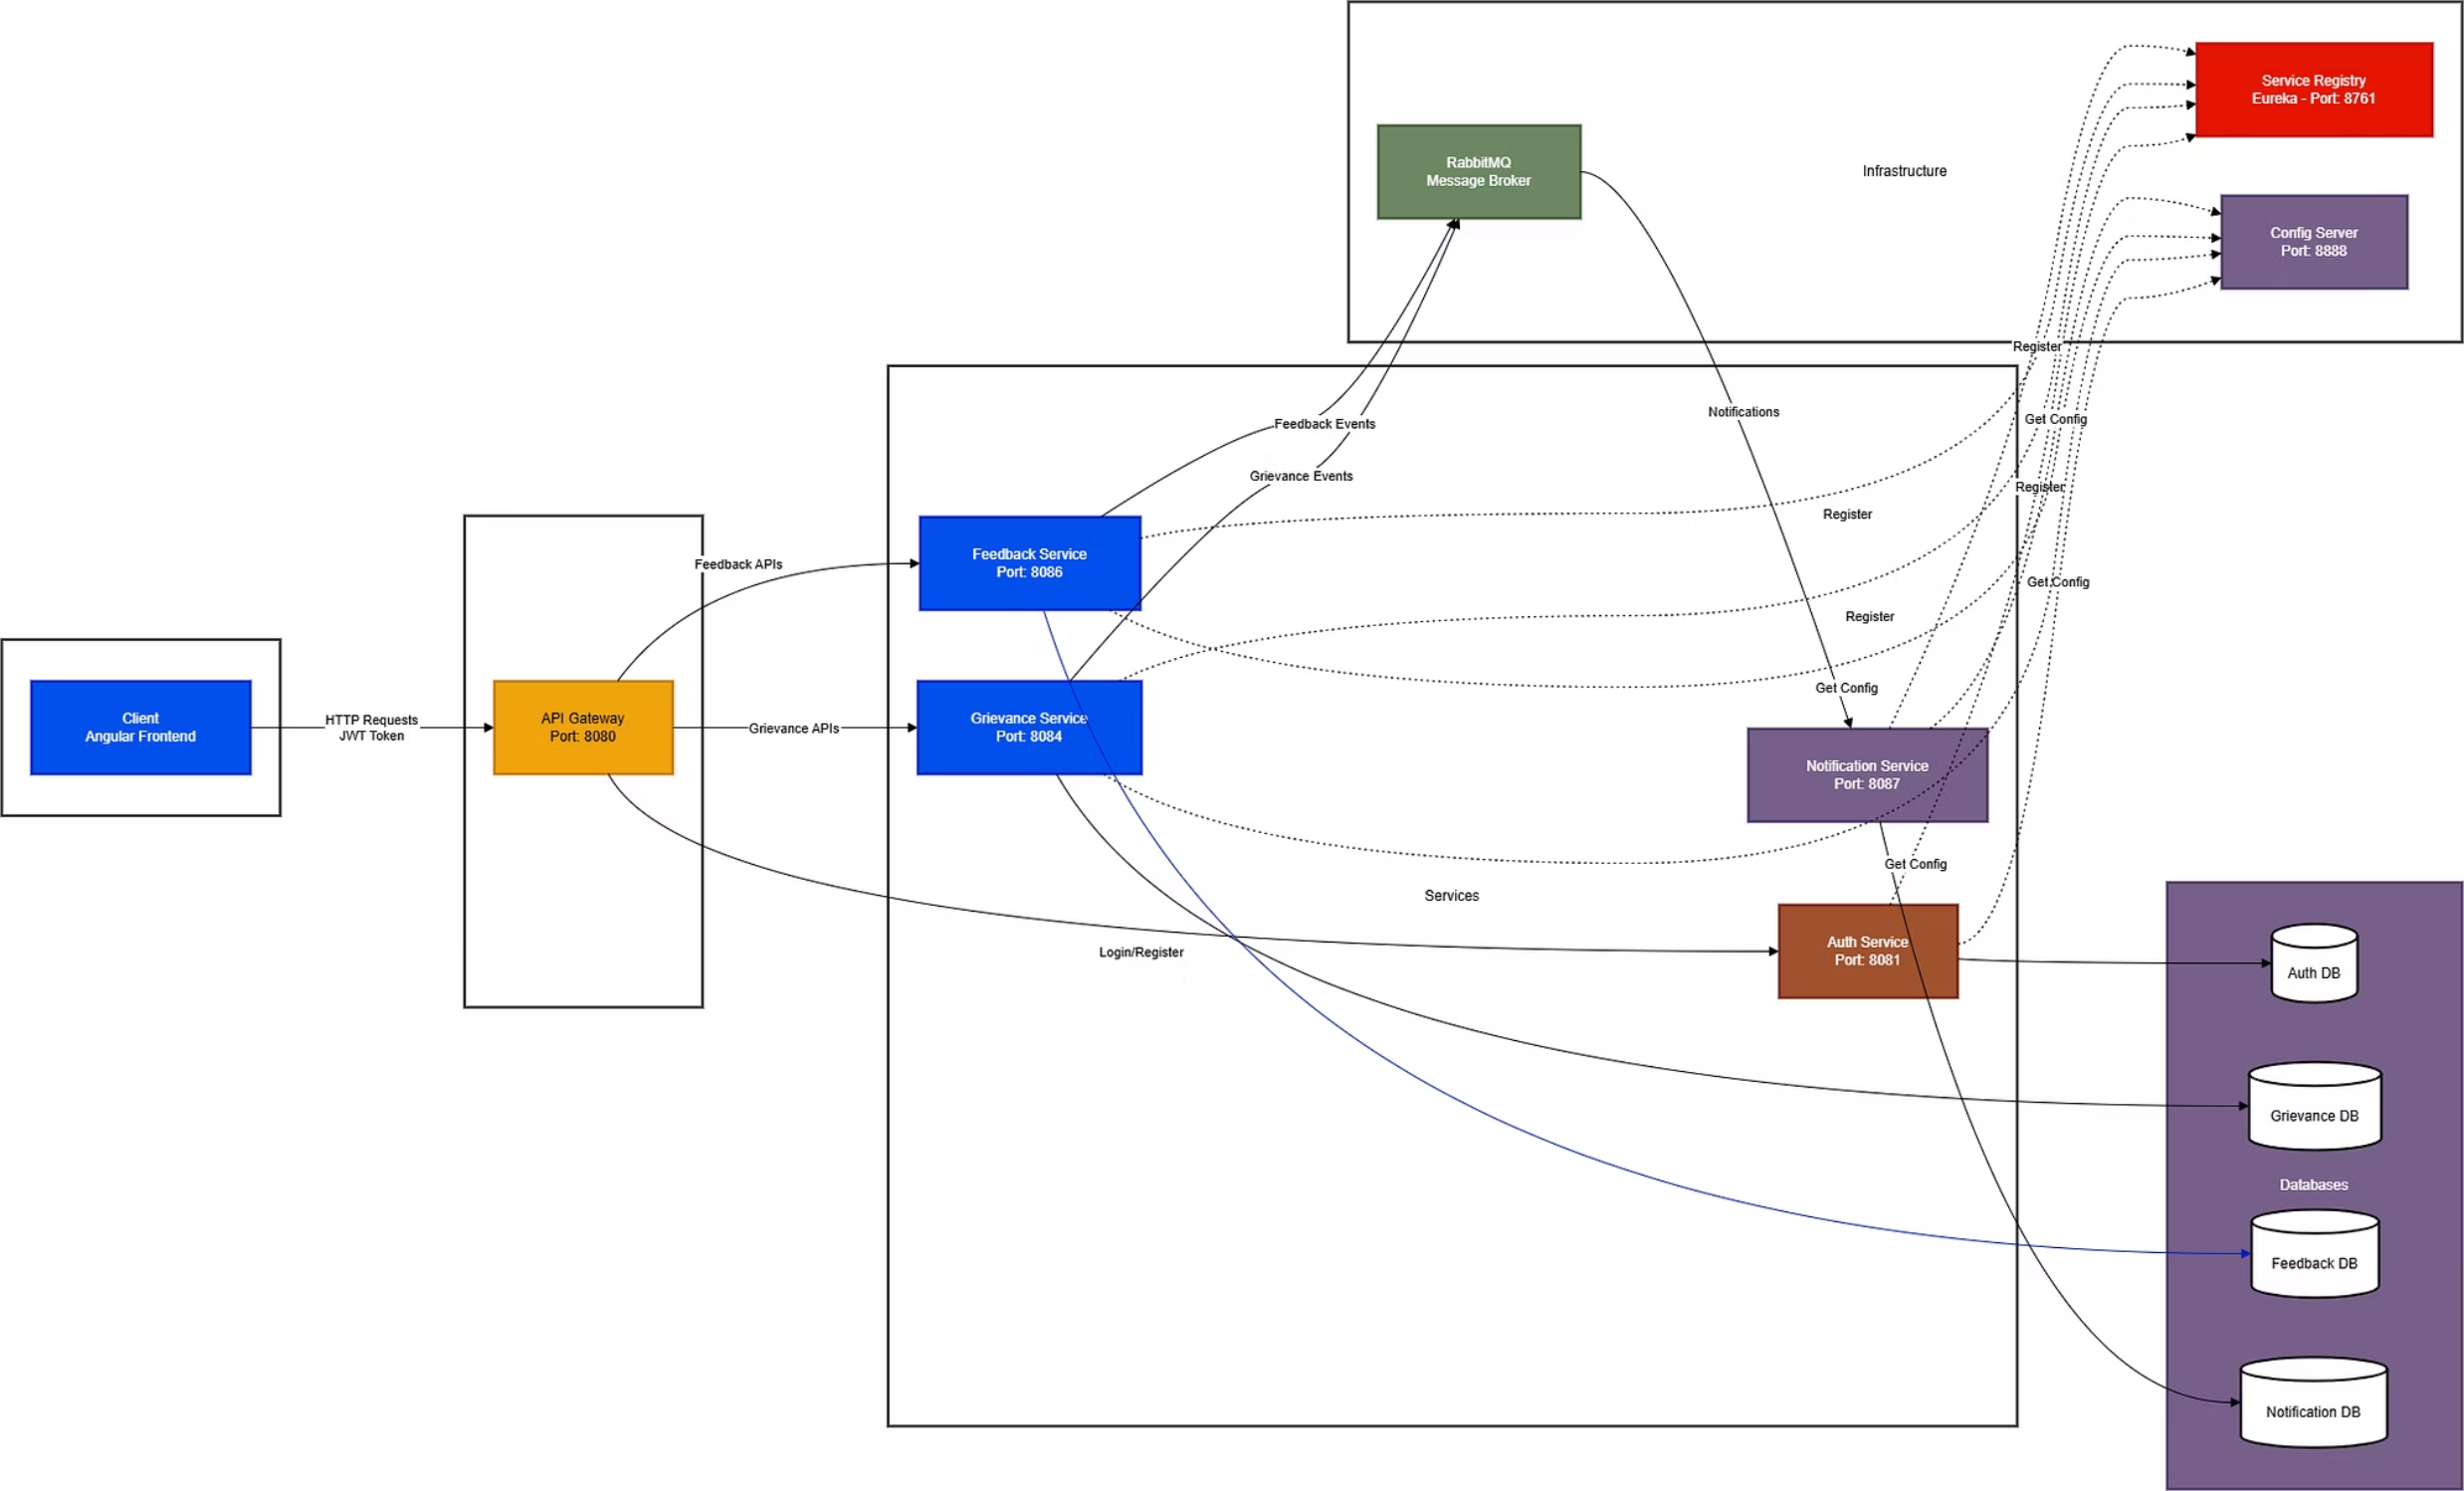 Service Registry
Eureka - Port: 8761
RabbitMQ
Message Broker
Infrastructure
Config Server
Port: 8888
Register
Notifications
Get Config
Feedback Events
Grievance Events
Register
Register
Feedback APIs
Feedback Service
Port: 8086
Get Config
Register
Get Config
Client
Angular Frontend
HTTP Requests
JWT Token
API Gateway
Port: 8080
Grievance APIs
Grievance Service
Port: 8084
Notification Service
Port: 8087
Get Config
Services
Login/Register
Auth Service
Port: 8081
Auth DB
Grievance DB
Databases
Feedback DB
Notification DB